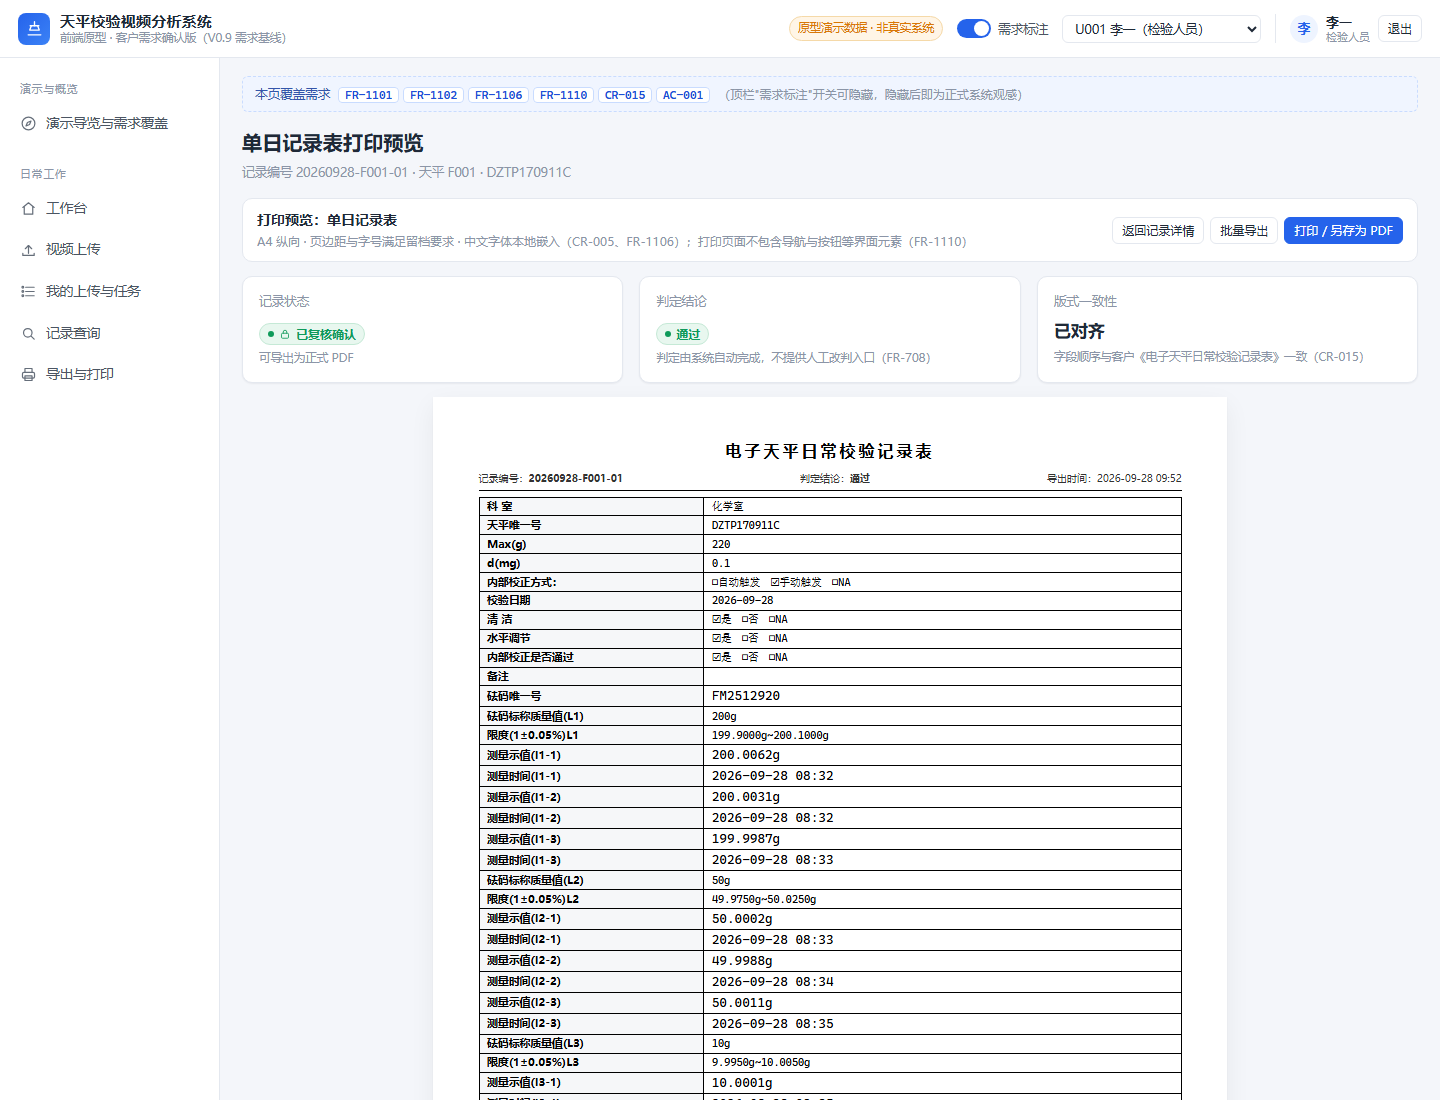 天平校验视频分析系统
前端原型 · 客户需求确认版（V0.9 需求基线）
原型演示数据 · 非真实系统
需求标注
U001 李一（检验人员）
李
李一
检验人员
退出
演示与概览
演示导览与需求覆盖
日常工作
工作台
视频上传
我的上传与任务
记录查询
导出与打印
本页覆盖需求 FR-1101 FR-1102 FR-1106 FR-1110 CR-015 AC-001 （顶栏"需求标注"开关可隐藏，隐藏后即为正式系统观感）
单日记录表打印预览
记录编号 20260928-F001-01 · 天平 F001 · DZTP170911C
打印预览：单日记录表
A4 纵向 · 页边距与字号满足留档要求 · 中文字体本地嵌入（CR-005、FR-1106）；打印页面不包含导航与按钮等界面元素（FR-1110）
返回记录详情
批量导出
打印 / 另存为 PDF
记录状态
已复核确认
可导出为正式 PDF
判定结论
通过
判定由系统自动完成，不提供人工改判入口（FR-708）
版式一致性
已对齐
字段顺序与客户《电子天平日常校验记录表》一致（CR-015）
电子天平日常校验记录表
记录编号：20260928-F001-01 判定结论：通过 导出时间：2026-09-28 09:52
科 室 化学室
天平唯一号 DZTP170911C
Max(g) 220
d(mg) 0.1
内部校正方式： □自动触发 ☑手动触发 □NA
校验日期 2026-09-28
清 洁 ☑是 □否 □NA
水平调节 ☑是 □否 □NA
内部校正是否通过 ☑是 □否 □NA
备注
砝码唯一号 FM2512920
砝码标称质量值(L1) 200g
限度(1±0.05%)L1 199.9000g~200.1000g
测量示值(I1-1) 200.0062g
测量时间(I1-1) 2026-09-28 08:32
测量示值(I1-2) 200.0031g
测量时间(I1-2) 2026-09-28 08:32
测量示值(I1-3) 199.9987g
测量时间(I1-3) 2026-09-28 08:33
砝码标称质量值(L2) 50g
限度(1±0.05%)L2 49.9750g~50.0250g
测量示值(I2-1) 50.0002g
测量时间(I2-1) 2026-09-28 08:33
测量示值(I2-2) 49.9988g
测量时间(I2-2) 2026-09-28 08:34
测量示值(I2-3) 50.0011g
测量时间(I2-3) 2026-09-28 08:35
砝码标称质量值(L3) 10g
限度(1±0.05%)L3 9.9950g~10.0050g
测量示值(I3-1) 10.0001g